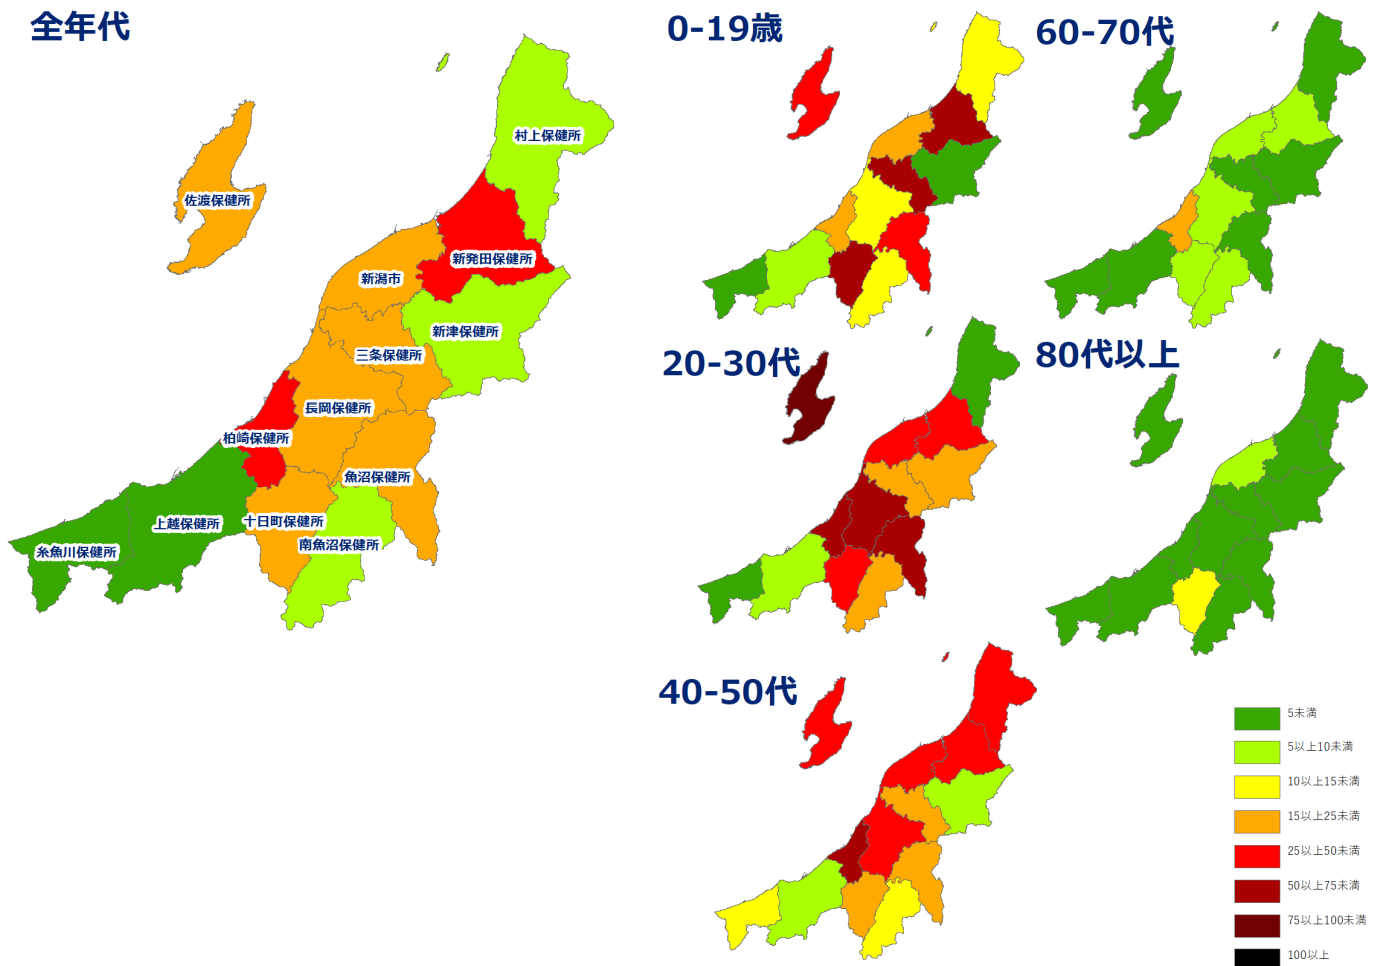 全年代
村上保健所
佐渡保健所
新発田保健所
新潟市
新津保健所
三条保健所
長岡保健所
柏崎保健所
魚沼保健所
上越保健所
十日町保健所
南魚沼保健所
糸魚川保健所
0-19歳
60-70代
20-30代
80代以上
40-50代
5未満
5以上10未満
10以上15未満
15以上25未満
25以上50未満
50以上75未満
75以上100未満
100以上